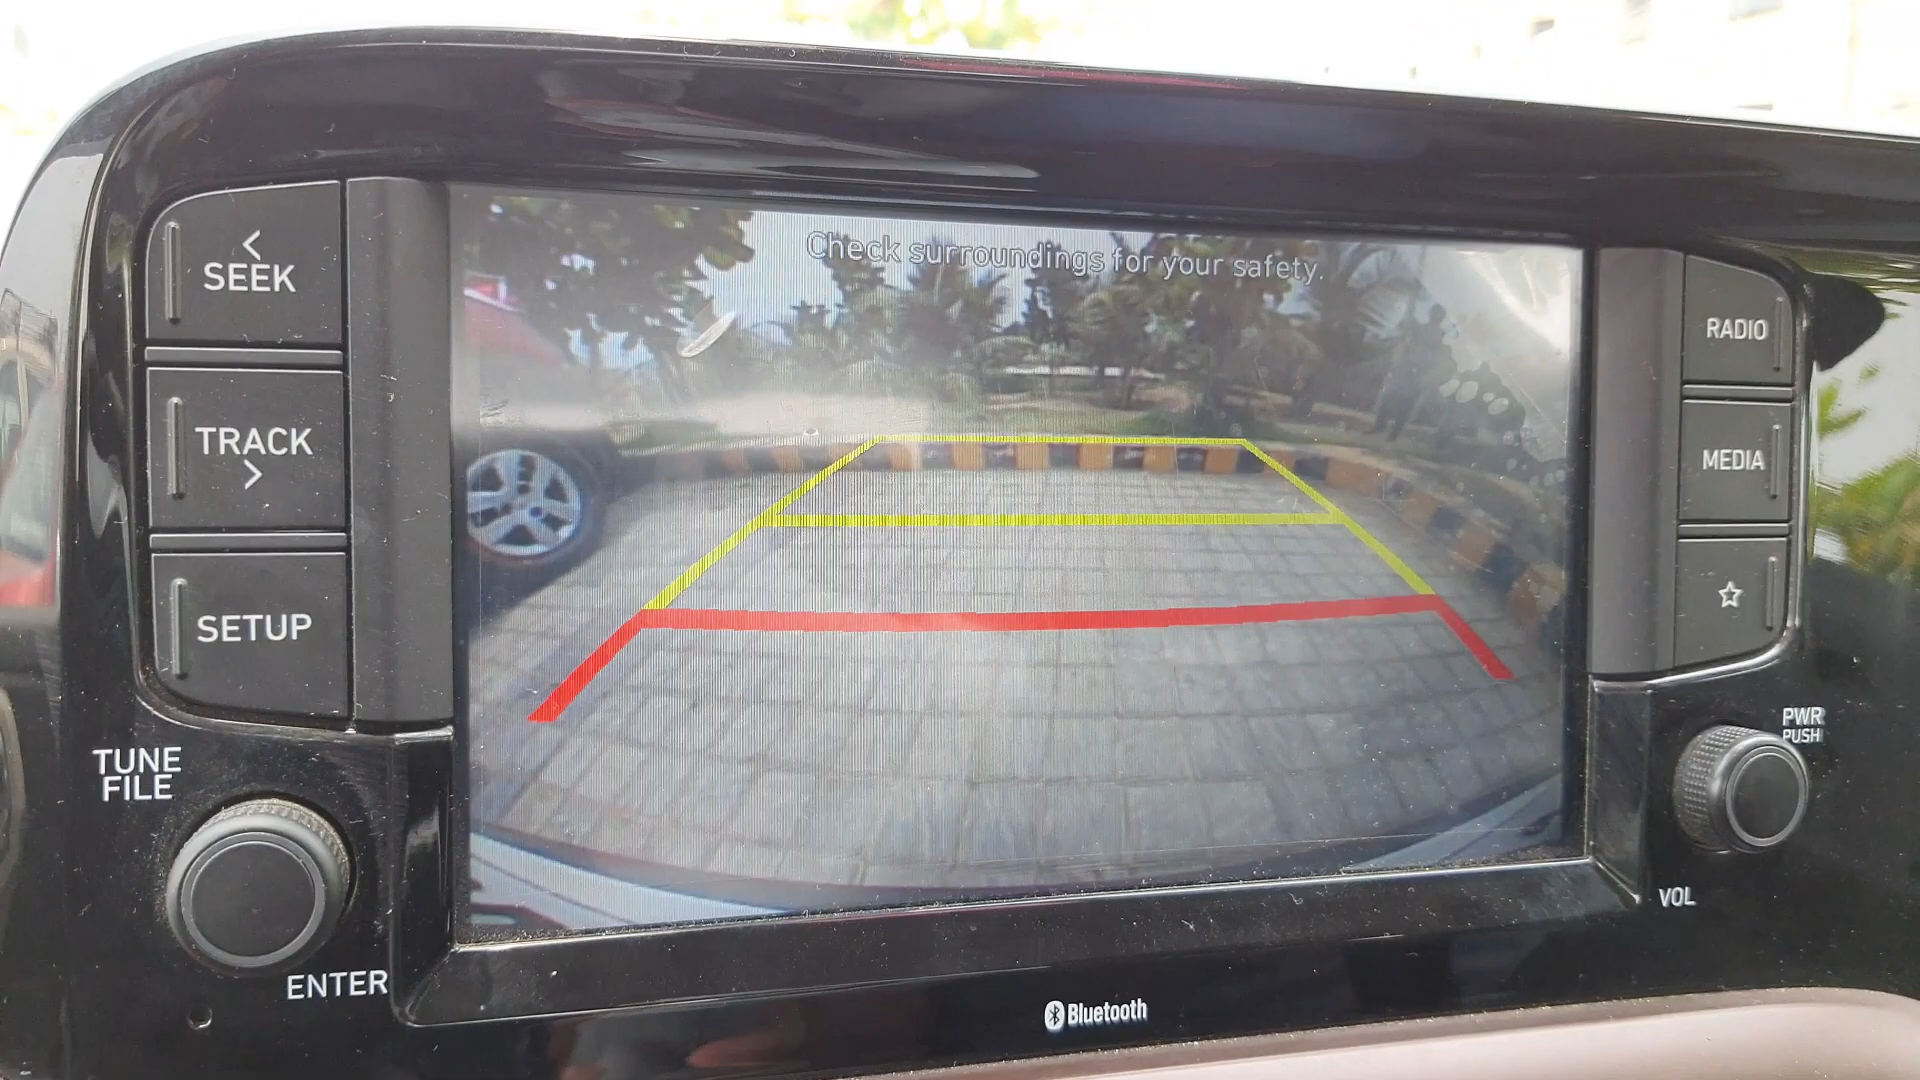 Check surroundings for your safety.
<
SEEK
TRACK
>
SETUP
TUNE
FILE
ENTER
RADIO
MEDIA
☆
PWR
PUSH
VOL
Bluetooth